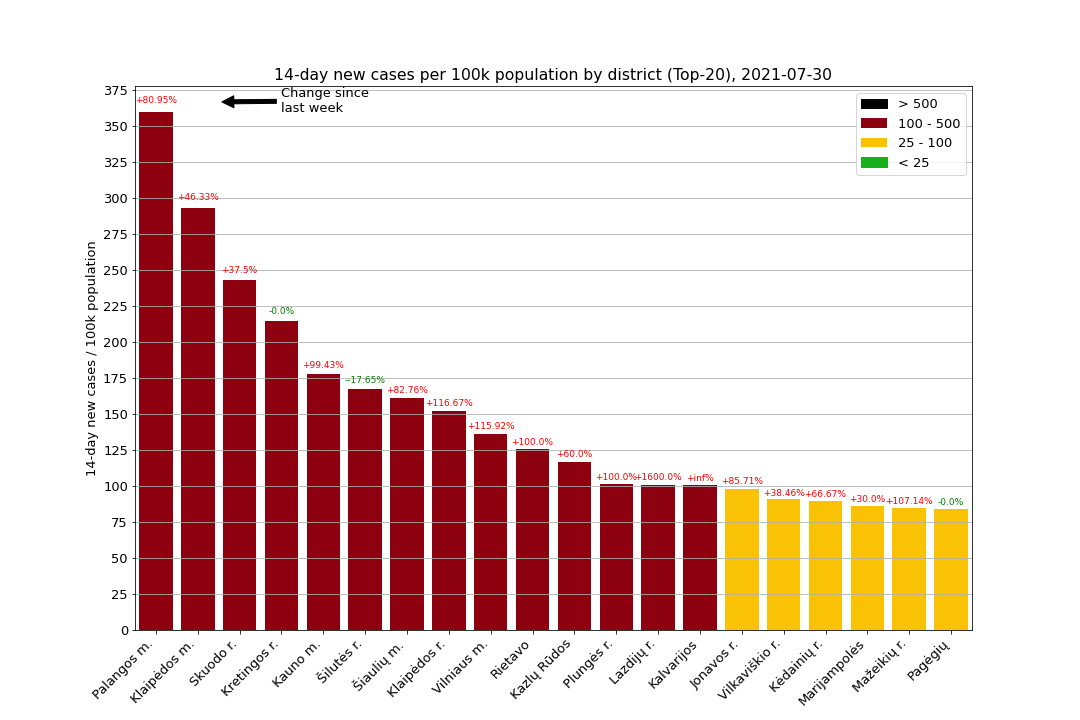 14-day new cases per 100k population by district (Top-20), 2021-07-30
Change since
last week
> 500
100 - 500
25 - 100
< 25
14-day new cases / 100k population
375
350
325
300
275
250
225
200
175
150
125
100
75
50
25
0
+80.95%
+46.33%
+37.5%
-0.0%
+99.43%
−17.65%
+82.76%
+116.67%
+115.92%
+100.0%
+60.0%
+100.0%
+1600.0%
+inf%
+85.71%
+38.46%
+66.67%
+30.0%
+107.14%
-0.0%
Palangos m.
Klaipėdos m.
Skuodo r.
Kretingos r.
Kauno m.
Šilutės r.
Šiaulių m.
Klaipėdos r.
Vilniaus m.
Rietavo
Kazlų Rūdos
Plungės r.
Lazdijų r.
Kalvarijos
Jonavos r.
Vilkaviškio r.
Kėdainių r.
Marijampolės
Mažeikių r.
Pagėgių